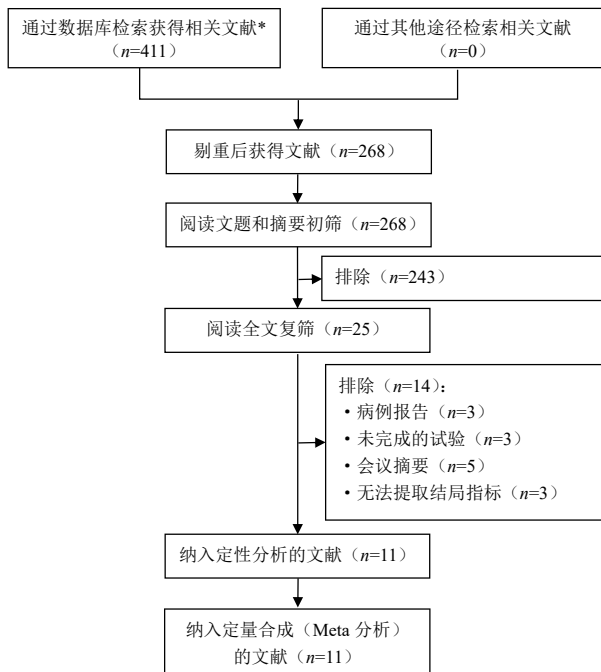 通过数据库检索获得相关文献*
（n=411）
通过其他途径检索相关文献
（n=0）
剔重后获得文献（n=268）
阅读文题和摘要初筛（n=268）
排除（n=243）
阅读全文复筛（n=25）
排除（n=14）：
·病例报告（n=3）
·未完成的试验（n=3）
·会议摘要（n=5）
·无法提取结局指标（n=3）
纳入定性分析的文献（n=11）
纳入定量合成（Meta 分析）
的文献（n=11）